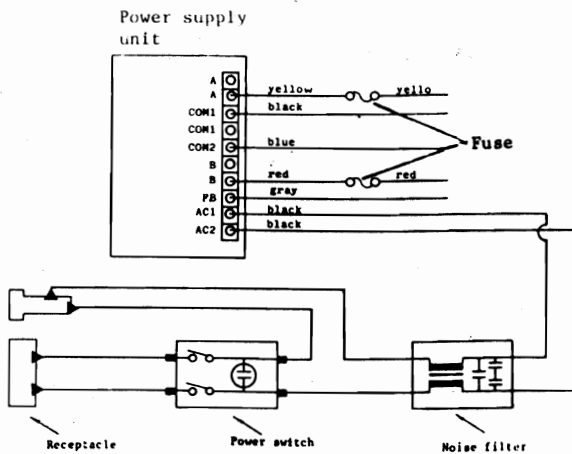 Power supply
unit
A
A yellow yello
COM1 black
COM1
COM2 blue
Fuse
B
B red red
PB gray
AC1 black
AC2 black
Receptacle
Power switch
Noise filter